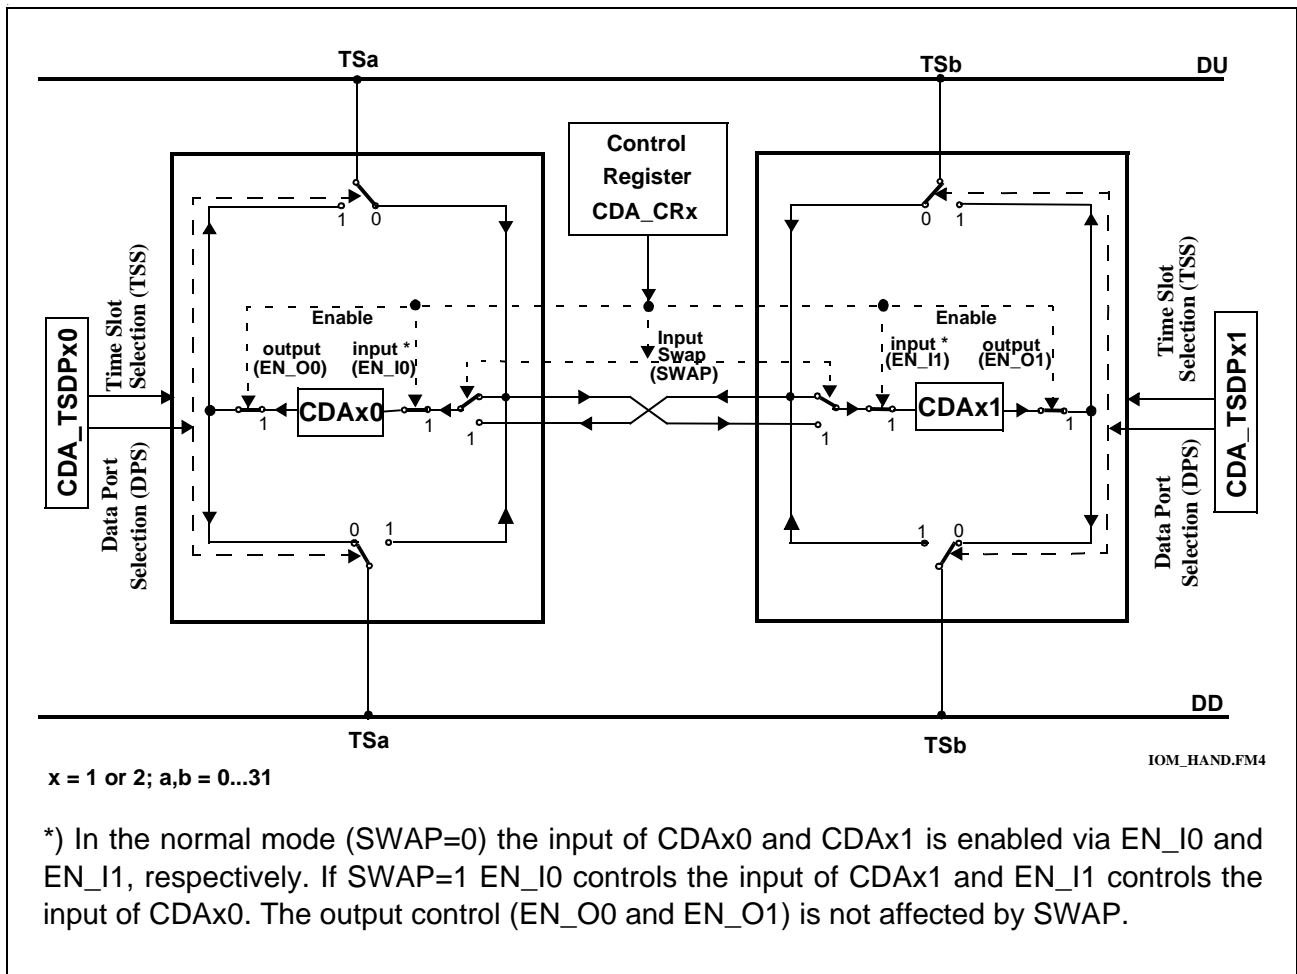 TSa
TSb
DU
Control
Register
CDA_CRx
1
0
0
1
Time Slot
Selection (TSS)
Time Slot
Selection (TSS)
CDA_TSDPx0
CDA_TSDPx1
Enable
Enable
output
(EN_O0)
input *
(EN_I0)
Input
Swap
(SWAP)
input *
(EN_I1)
output
(EN_O1)
CDAx0
CDAx1
1
1
1
1
1
1
Data Port
Selection (DPS)
Data Port
Selection (DPS)
0
1
1
0
DD
TSa
TSb
IOM_HAND.FM4
x = 1 or 2; a,b = 0...31
*) In the normal mode (SWAP=0) the input of CDAx0 and CDAx1 is enabled via EN_I0 and
EN_I1, respectively. If SWAP=1 EN_I0 controls the input of CDAx1 and EN_I1 controls the
input of CDAx0. The output control (EN_O0 and EN_O1) is not affected by SWAP.